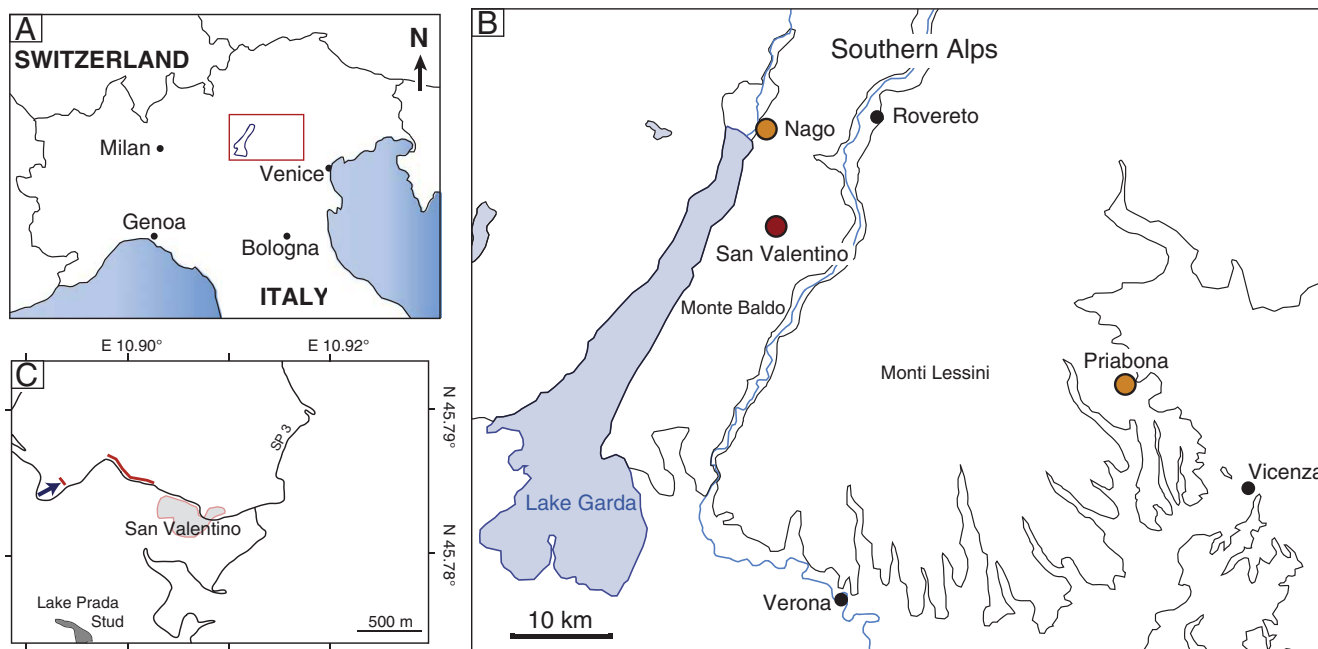 A
SWITZERLAND
N
Milan
Venice
Genoa
Bologna
ITALY
B
Southern Alps
Nago
Rovereto
San Valentino
Monte Baldo
Monti Lessini
Priabona
Vicenza
Lake Garda
Verona
10 km
E 10.90°
E 10.92°
C
N 45.79°
SP 3
San Valentino
N 45.78°
Lake Prada
Stud
500 m